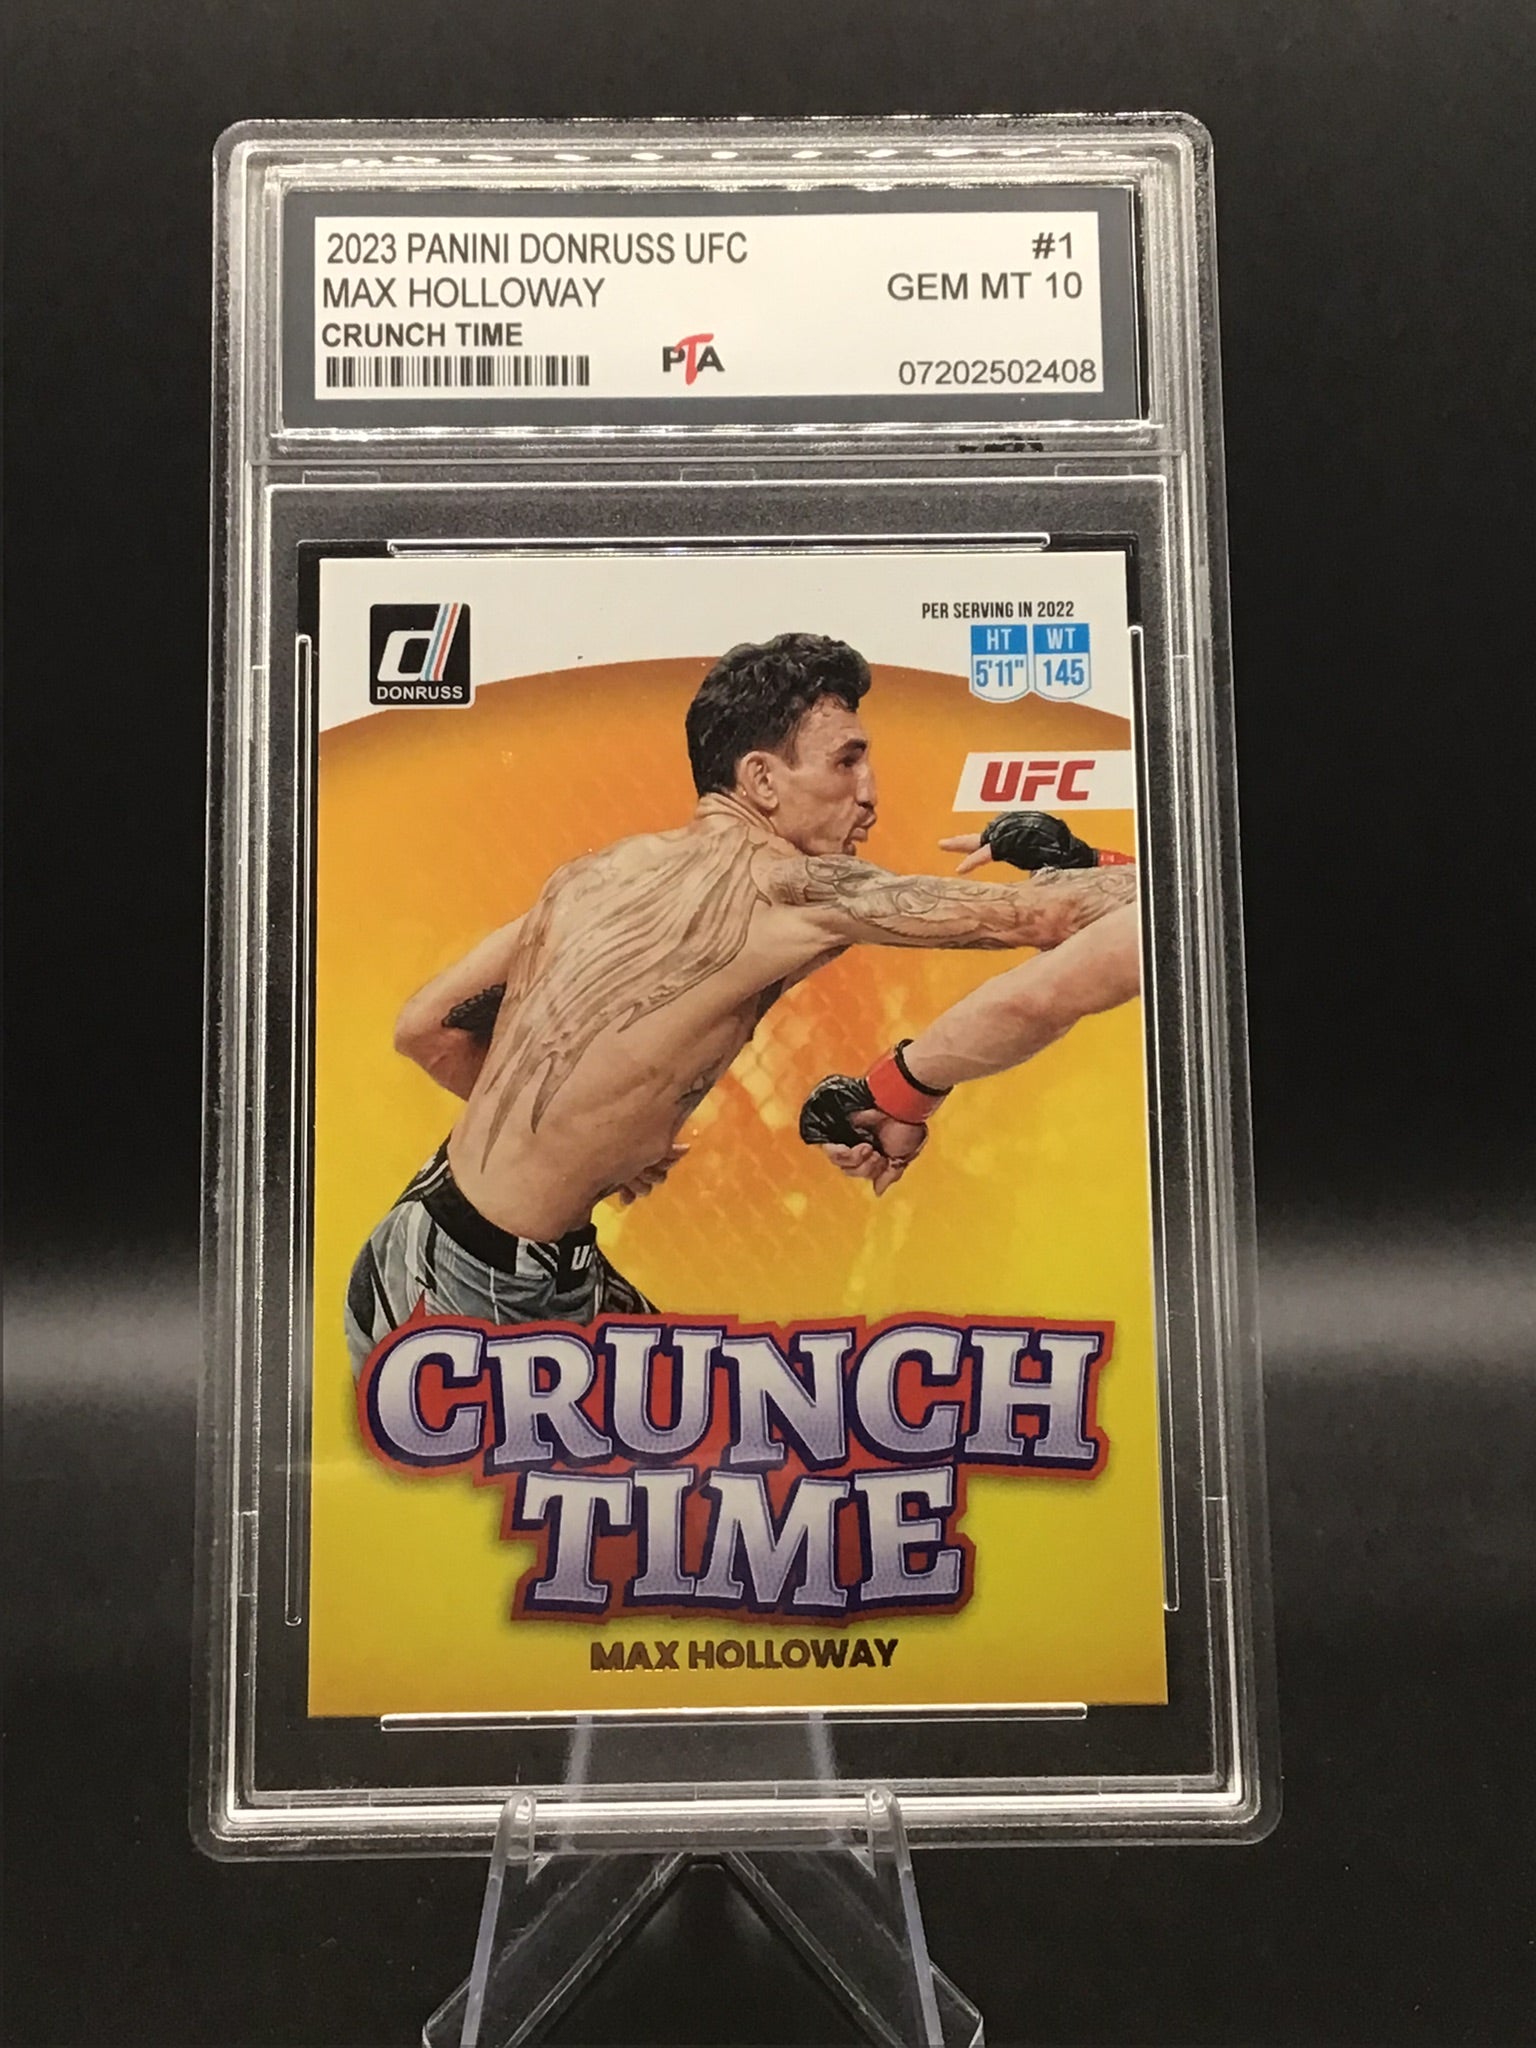 2023 PANINI DONRUSS UFC #1
MAX HOLLOWAY GEM MT 10
CRUNCH TIME
PTA
07202502408
d
DONRUSS
PER SERVING IN 2022
HT WT
5'11" 145
UFC
CRUNCH
TIME
MAX HOLLOWAY